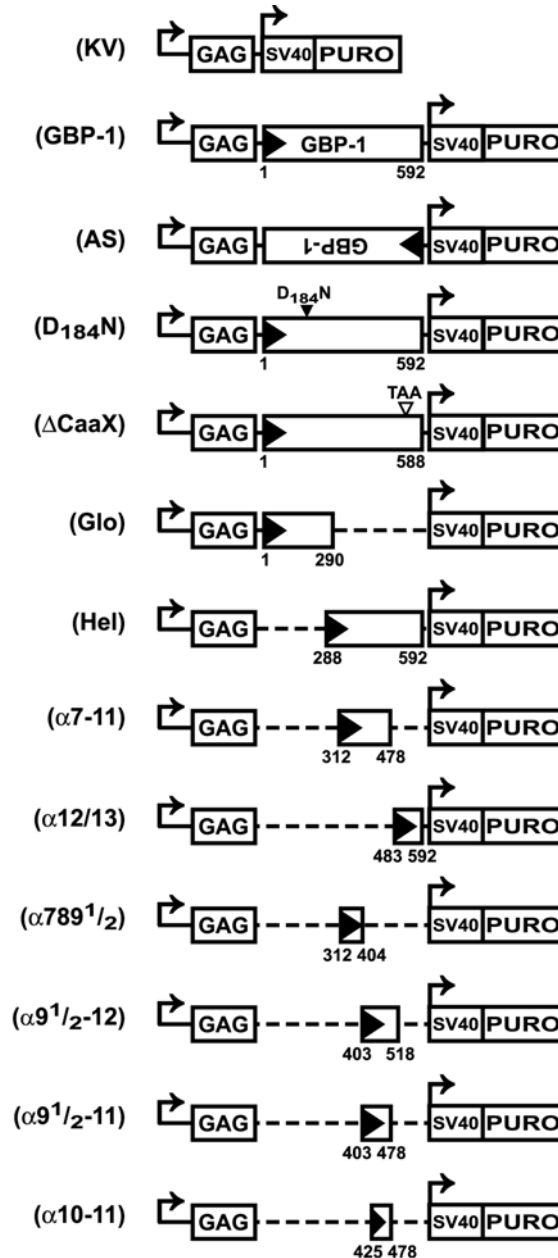 (KV) GAG SV40 PURO
(GBP-1) GAG GBP-1 SV40 PURO
1 592
(AS) GAG GBP-1 SV40 PURO
D184N
(D184N) GAG SV40 PURO
1 592
TAA
(ΔCaaX) GAG SV40 PURO
1 588
(Glo) GAG SV40 PURO
1 290
(Hel) GAG SV40 PURO
288 592
(α7-11) GAG SV40 PURO
312 478
(α12/13) GAG SV40 PURO
483 592
(α7891/2) GAG SV40 PURO
312 404
(α91/2-12) GAG SV40 PURO
403 518
(α91/2-11) GAG SV40 PURO
403 478
(α10-11) GAG SV40 PURO
425 478